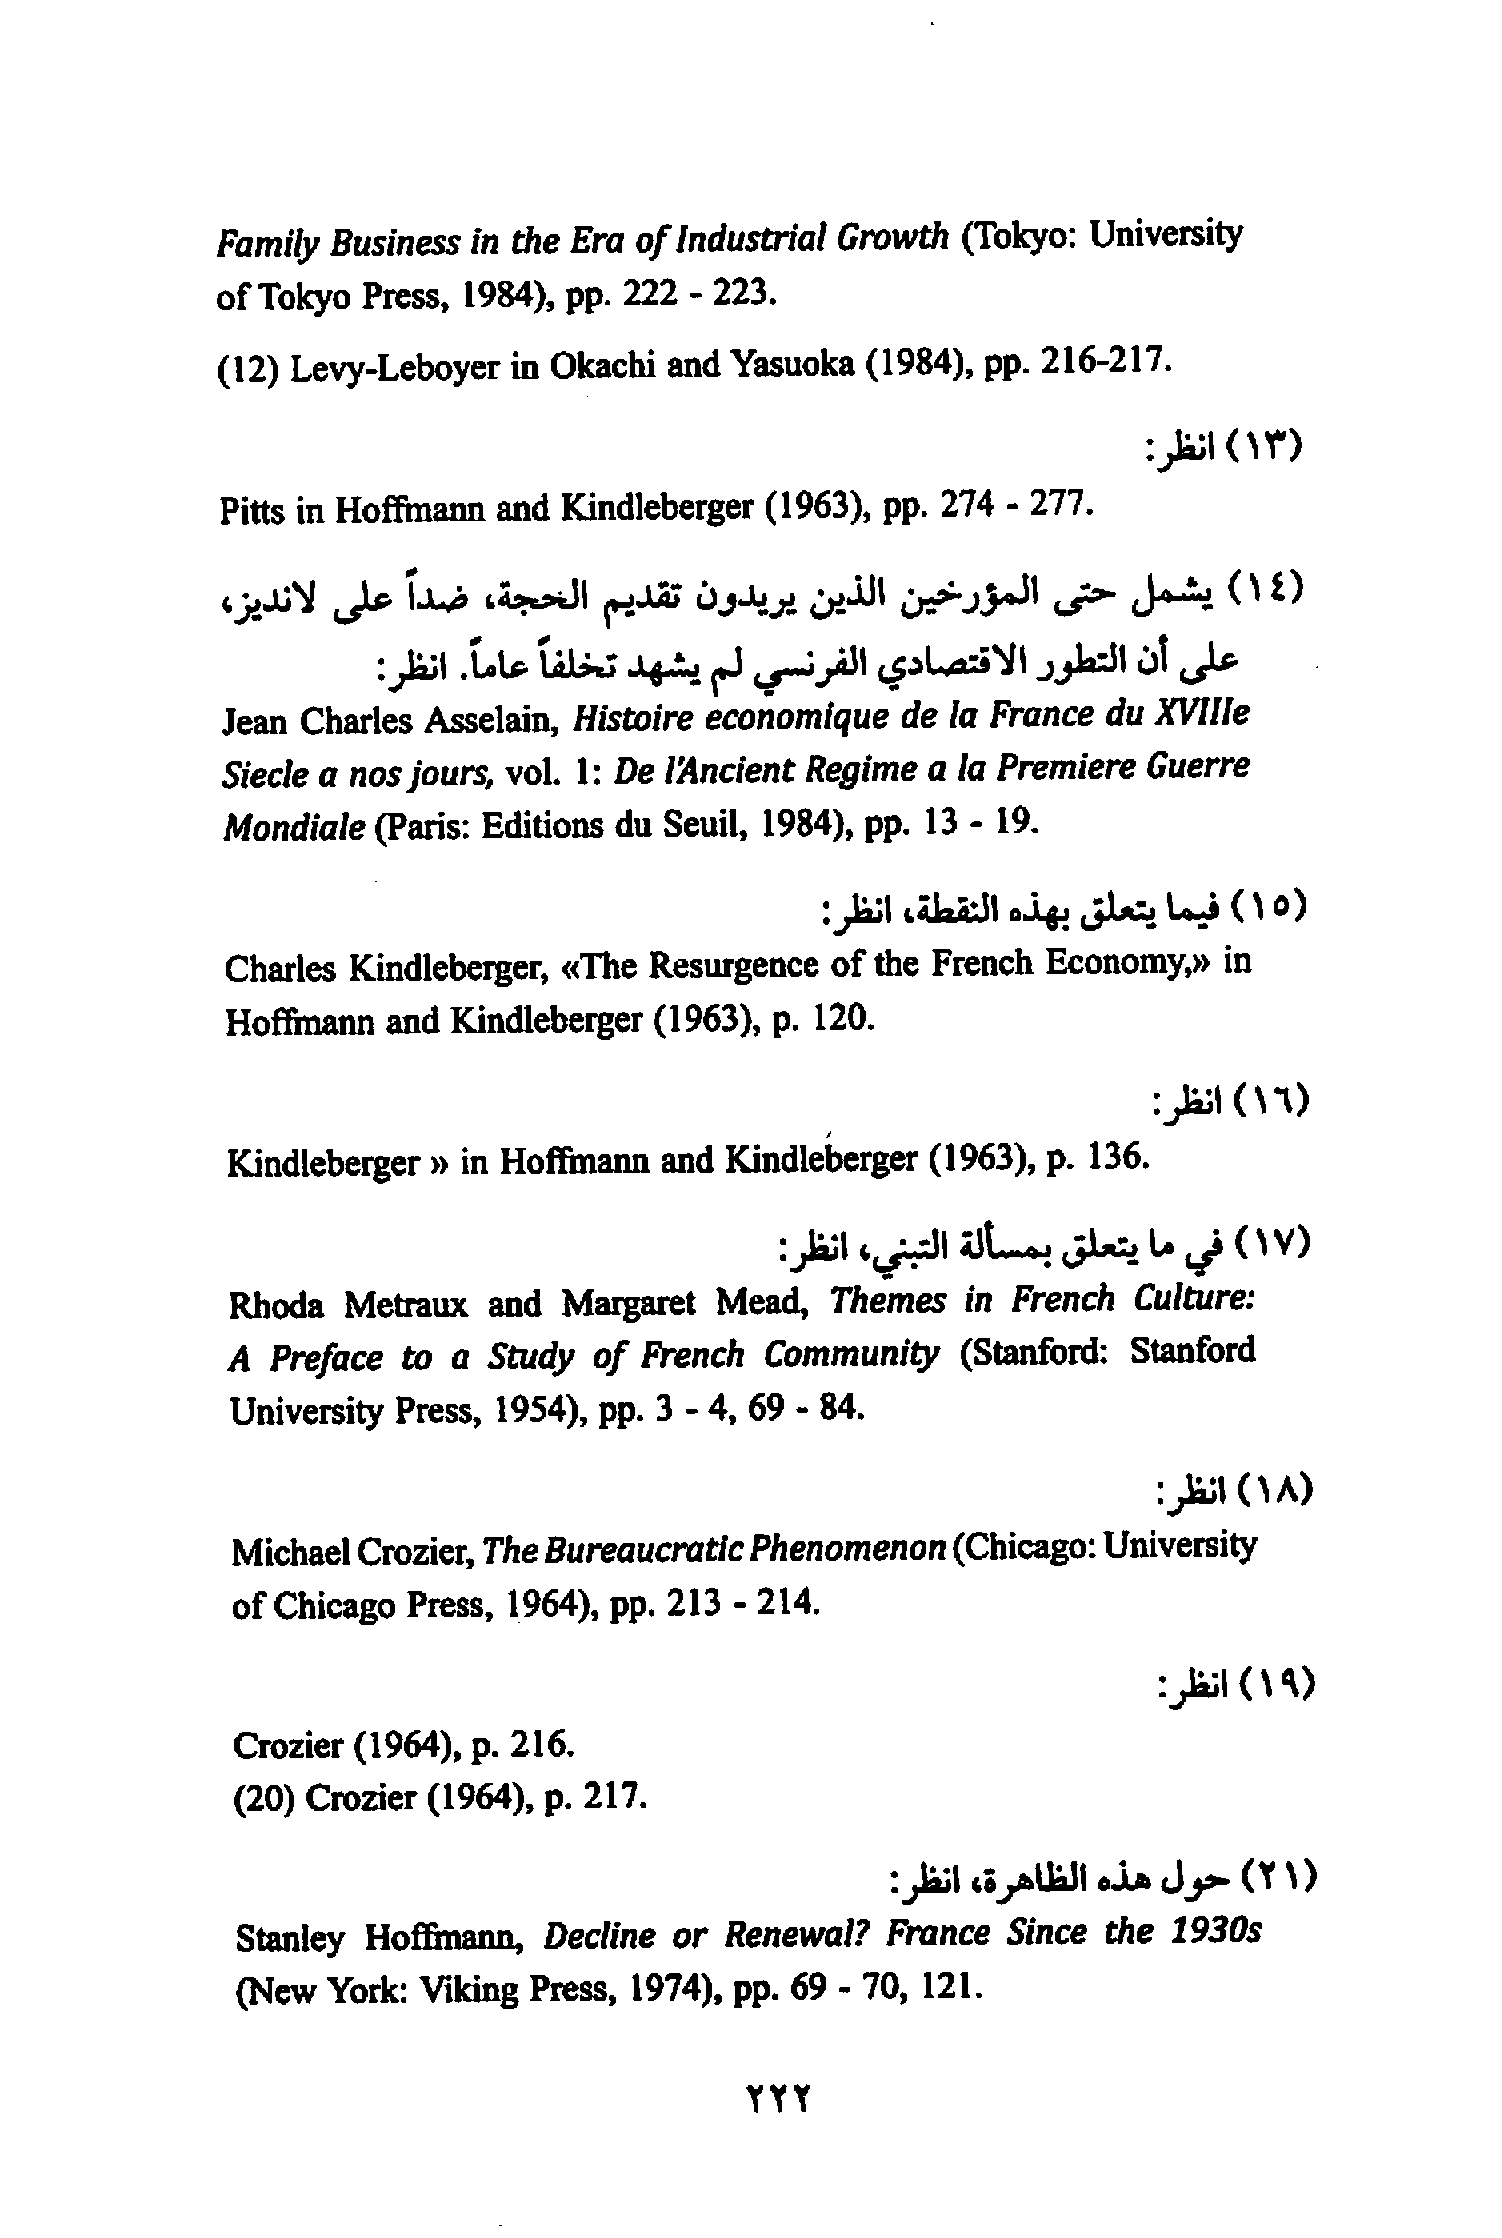 Family Business in the Era of Industrial Growth (Tokyo: University
of Tokyo Press, 1984), pp. 222 - 223.
(12) Levy-Leboyer in Okachi and Yasuoka (1984), pp. 216-217.
(١٣) انظر:
Pitts in Hoffmann and Kindleberger (1963), pp. 274 - 277.
(١٤) يشمل حتى المؤرخين الذين يريدون تقديم الحجة، ضداً على لانديز،
على أن التطور الاقتصادي الفرنسي لم يشهد تخلفاً عاماً. انظر:
Jean Charles Asselain, Histoire economique de la France du XVIIIe
Siecle a nos jours, vol. 1: De l'Ancient Regime a la Premiere Guerre
Mondiale (Paris: Editions du Seuil, 1984), pp. 13 - 19.
(١٥) فيما يتعلق بهذه النقطة، انظر:
Charles Kindleberger, «The Resurgence of the French Economy,» in
Hoffmann and Kindleberger (1963), p. 120.
(١٦) انظر:
Kindleberger » in Hoffmann and Kindleberger (1963), p. 136.
(١٧) في ما يتعلق بمسألة التبني، انظر:
Rhoda Metraux and Margaret Mead, Themes in French Culture:
A Preface to a Study of French Community (Stanford: Stanford
University Press, 1954), pp. 3 - 4, 69 - 84.
(١٨) انظر:
Michael Crozier, The Bureaucratic Phenomenon (Chicago: University
of Chicago Press, 1964), pp. 213 - 214.
(١٩) انظر:
Crozier (1964), p. 216.
(20) Crozier (1964), p. 217.
(٢١) حول هذه الظاهرة، انظر:
Stanley Hoffmann, Decline or Renewal? France Since the 1930s
(New York: Viking Press, 1974), pp. 69 - 70, 121.
٢٢٢